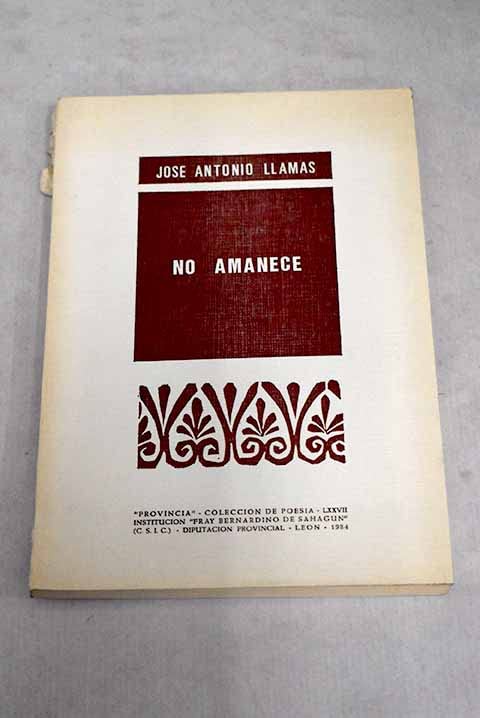 JOSE ANTONIO LLAMAS
NO AMANECE
"PROVINCIA" - COLECCION DE POESIA - LXXVII
INSTITUCION "FRAY BERNARDINO DE SAHAGUN"
(C. S. I. C.) - DIPUTACION PROVINCIAL - LEON - 1984